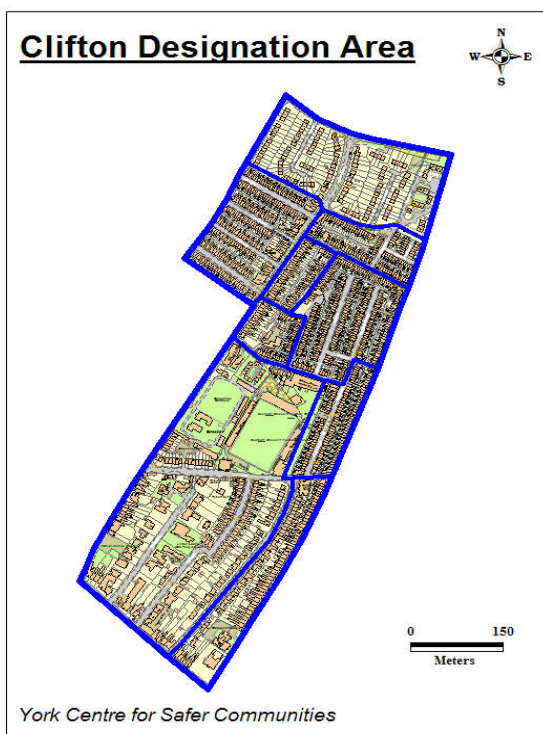 Clifton Designation Area
N
W E
S
0 150
Meters
York Centre for Safer Communities